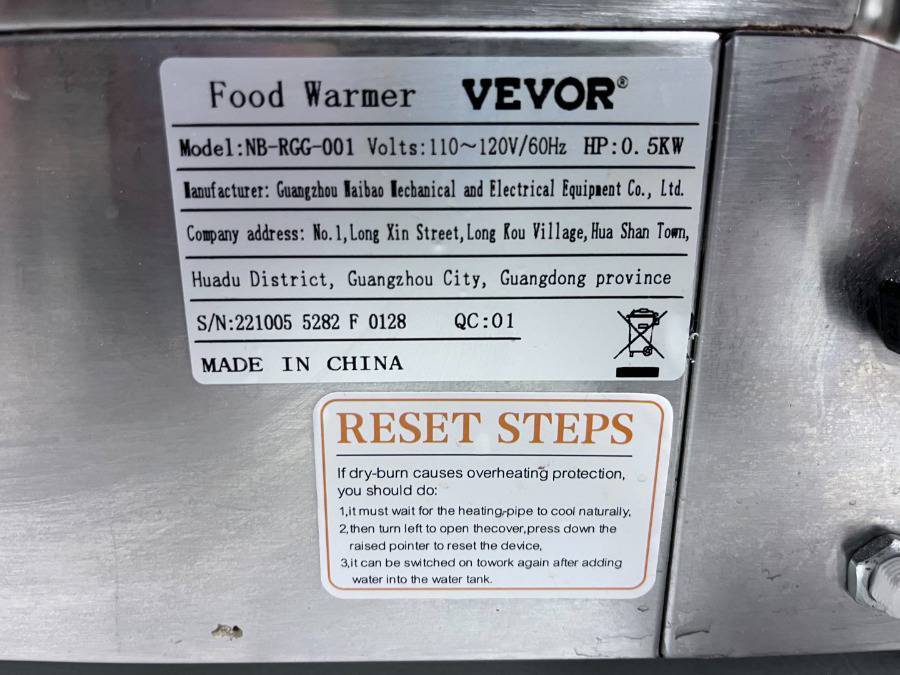 Food Warmer VEVOR®
Model:NB-RGG-001 Volts:110~120V/60Hz HP:0.5KW
Manufacturer: Guangzhou Naibao Mechanical and Electrical Equipment Co., Ltd.
Company address: No.1,Long Xin Street,Long Kou Village,Hua Shan Town,
Huadu District, Guangzhou City, Guangdong province
S/N:221005 5282 F 0128 QC:01
MADE IN CHINA
RESET STEPS
If dry-burn causes overheating protection,
you should do:
1,it must wait for the heating-pipe to cool naturally,
2,then turn left to open thecover,press down the
raised pointer to reset the device,
3,it can be switched on towork again after adding
water into the water tank.